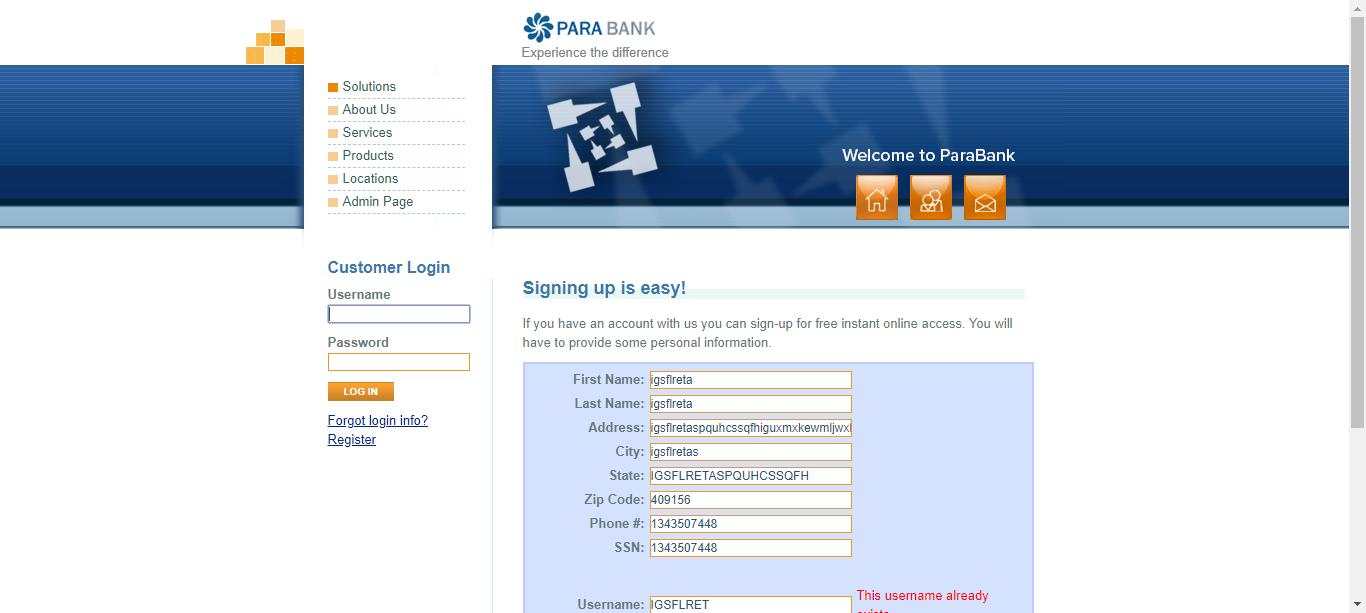 PARA BANK
Experience the difference
Solutions
About Us
Services
Products
Locations
Admin Page
Welcome to ParaBank
Customer Login
Username
Password
LOG IN
Forgot login info?
Register
Signing up is easy!
If you have an account with us you can sign-up for free instant online access. You will
have to provide some personal information.
First Name: igsflreta
Last Name: igsflreta
Address: igsflretaspquhcssqfhiguxmxkewmljwxl
City: igsflretas
State: IGSFLRETASPQUHCSSQFH
Zip Code: 409156
Phone #: 1343507448
SSN: 1343507448
Username: IGSFLRET This username already